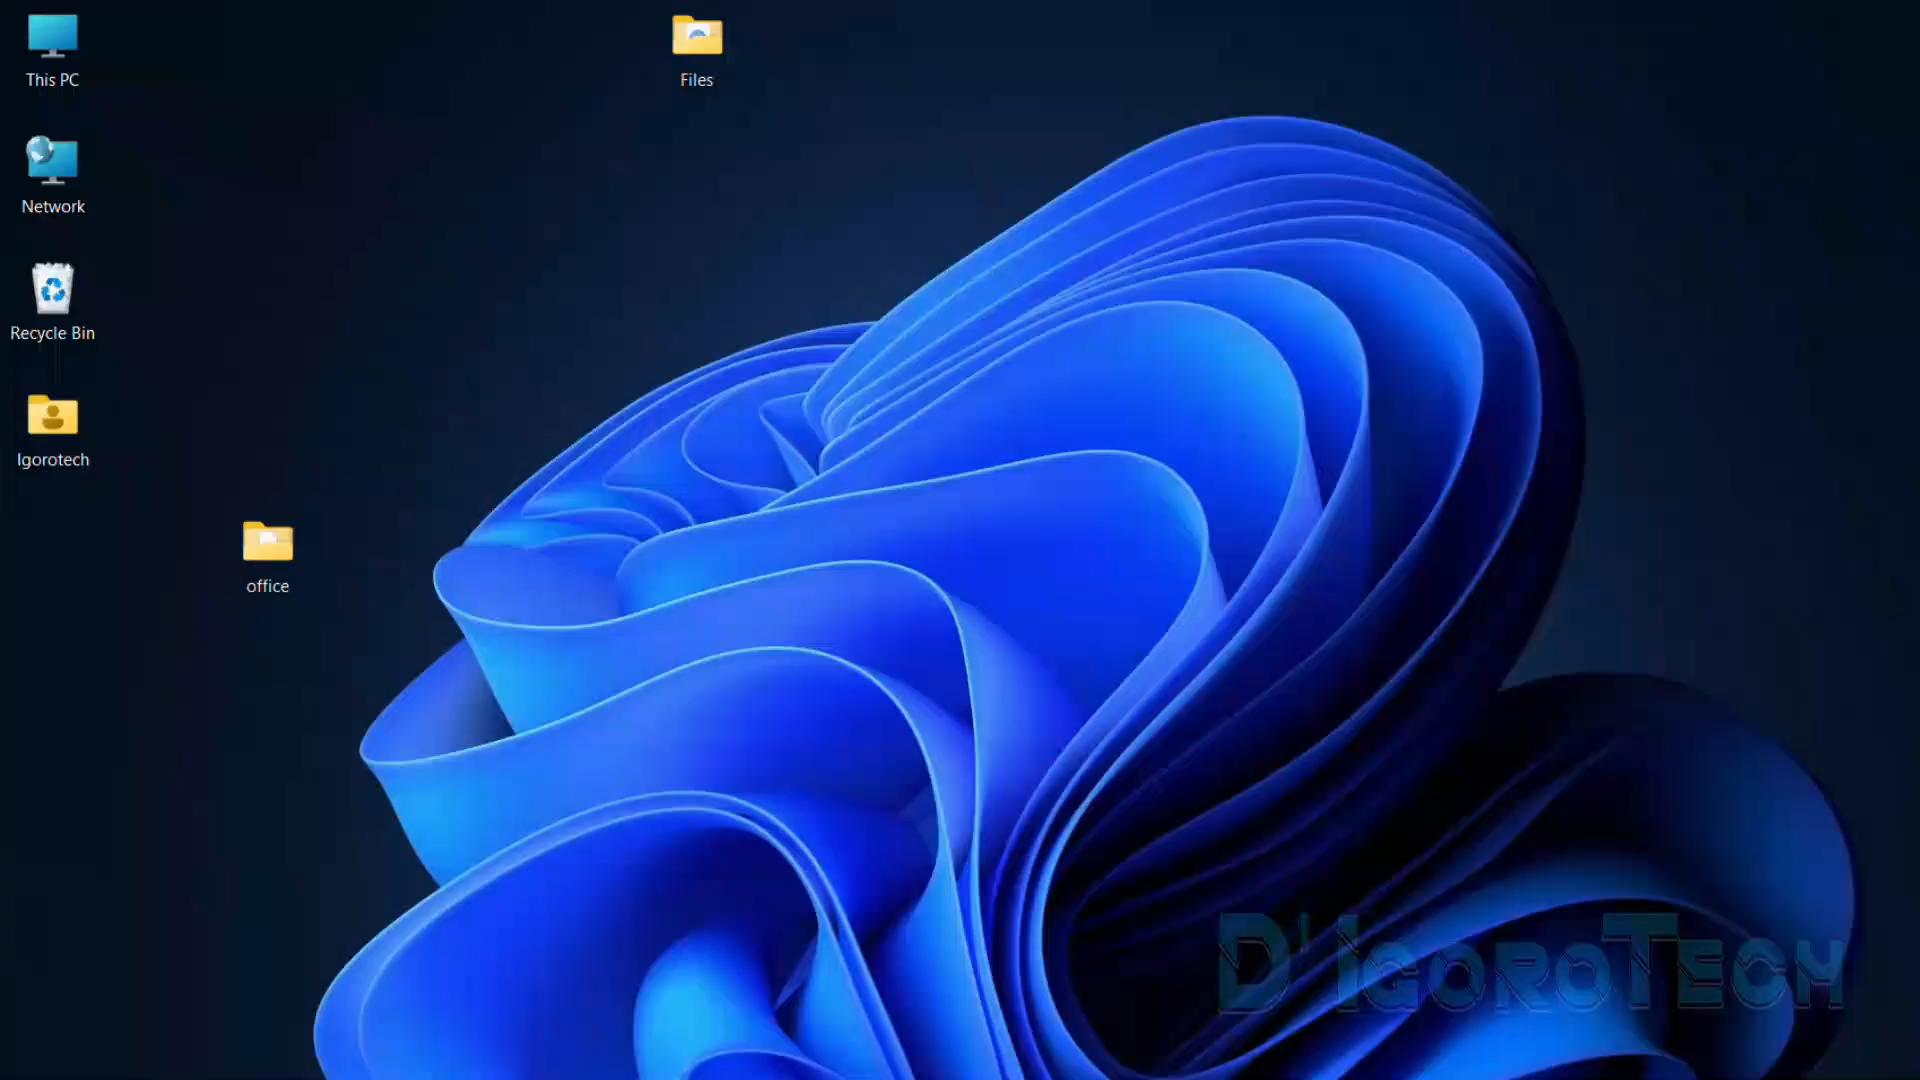 This PC
Files
Network
Recycle Bin
Igorotech
office
D' IGOROTECH